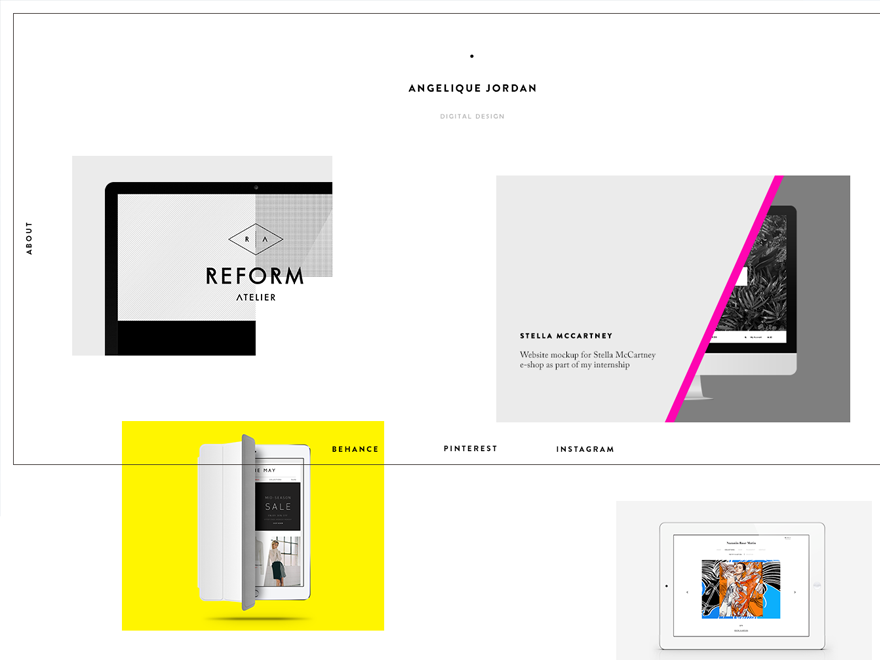 ANGELIQUE JORDAN
DIGITAL DESIGN
ABOUT
R A
REFORM
ATELIER
STELLA MCCARTNEY
Website mockup for Stella McCartney
e-shop as part of my internship
BEHANCE
PINTEREST
INSTAGRAM
MAY
MID SEASON
SALE